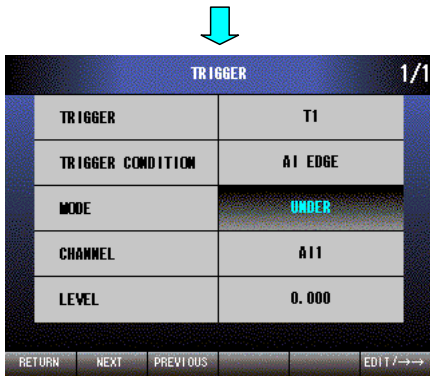 TRIGGER 1/1
TRIGGER T1
TRIGGER CONDITION AI EDGE
MODE UNDER
CHANNEL AI1
LEVEL 0.000
RETURN NEXT PREVIOUS EDIT/→→